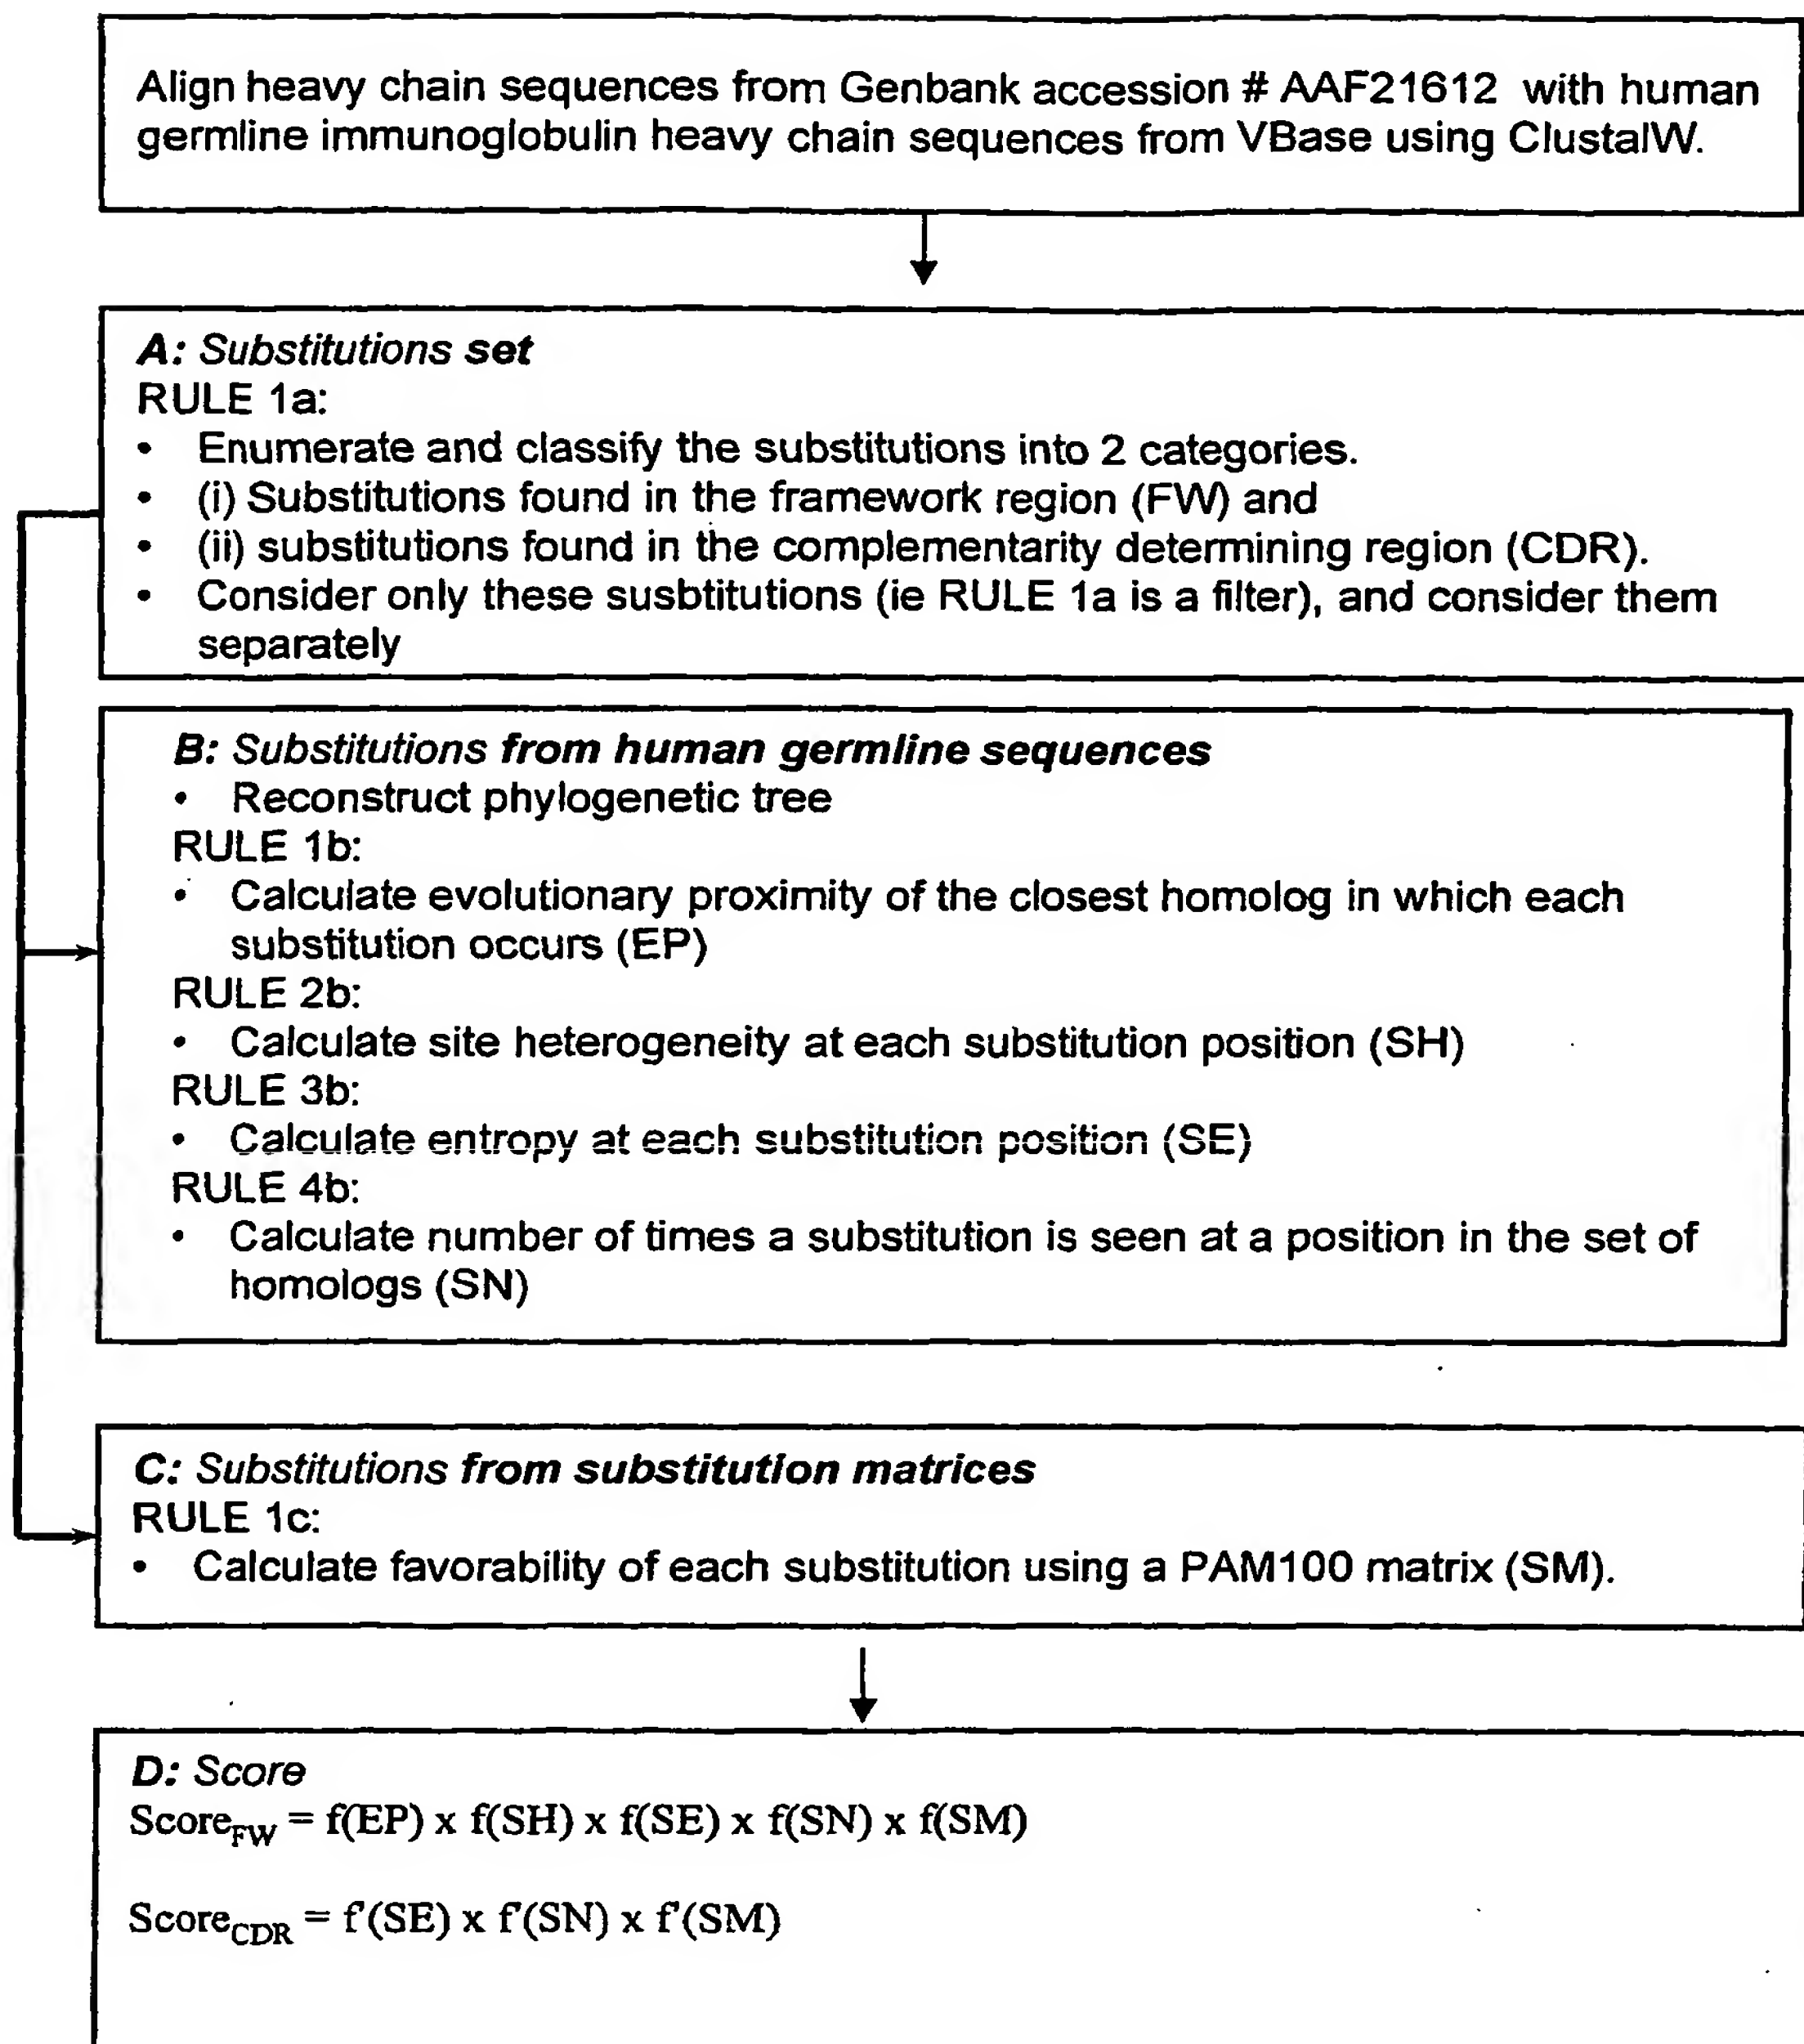 Align heavy chain sequences from Genbank accession # AAF21612 with human
germline immunoglobulin heavy chain sequences from VBase using ClustalW.
A: Substitutions set
RULE 1a:
• Enumerate and classify the substitutions into 2 categories.
• (i) Substitutions found in the framework region (FW) and
• (ii) substitutions found in the complementarity determining region (CDR).
• Consider only these susbtitutions (ie RULE 1a is a filter), and consider them
separately
B: Substitutions from human germline sequences
• Reconstruct phylogenetic tree
RULE 1b:
• Calculate evolutionary proximity of the closest homolog in which each
substitution occurs (EP)
RULE 2b:
• Calculate site heterogeneity at each substitution position (SH)
RULE 3b:
• Calculate entropy at each substitution position (SE)
RULE 4b:
• Calculate number of times a substitution is seen at a position in the set of
homologs (SN)
C: Substitutions from substitution matrices
RULE 1c:
• Calculate favorability of each substitution using a PAM100 matrix (SM).
D: Score
Score_FW = f(EP) x f(SH) x f(SE) x f(SN) x f(SM)
Score_CDR = f'(SE) x f'(SN) x f'(SM)